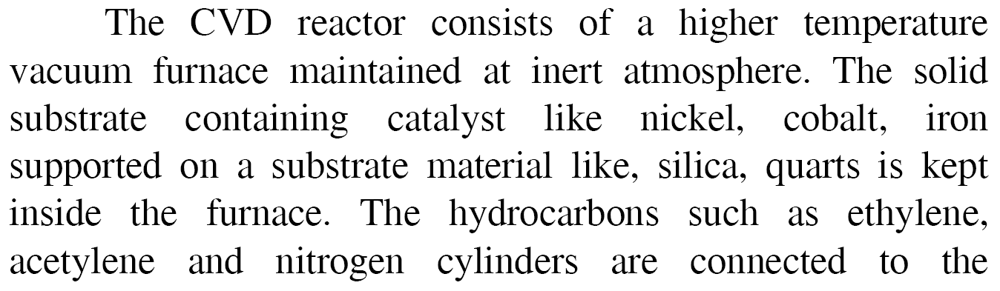 The CVD reactor consists of a higher temperature
vacuum furnace maintained at inert atmosphere. The solid
substrate containing catalyst like nickel, cobalt, iron
supported on a substrate material like, silica, quarts is kept
inside the furnace. The hydrocarbons such as ethylene,
acetylene and nitrogen cylinders are connected to the